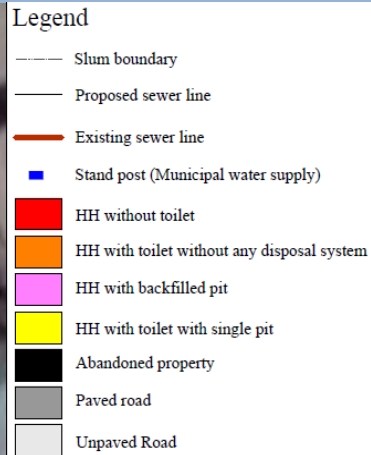 Legend
Slum boundary
Proposed sewer line
Existing sewer line
Stand post (Municipal water supply)
HH without toilet
HH with toilet without any disposal system
HH with backfilled pit
HH with toilet with single pit
Abandoned property
Paved road
Unpaved Road